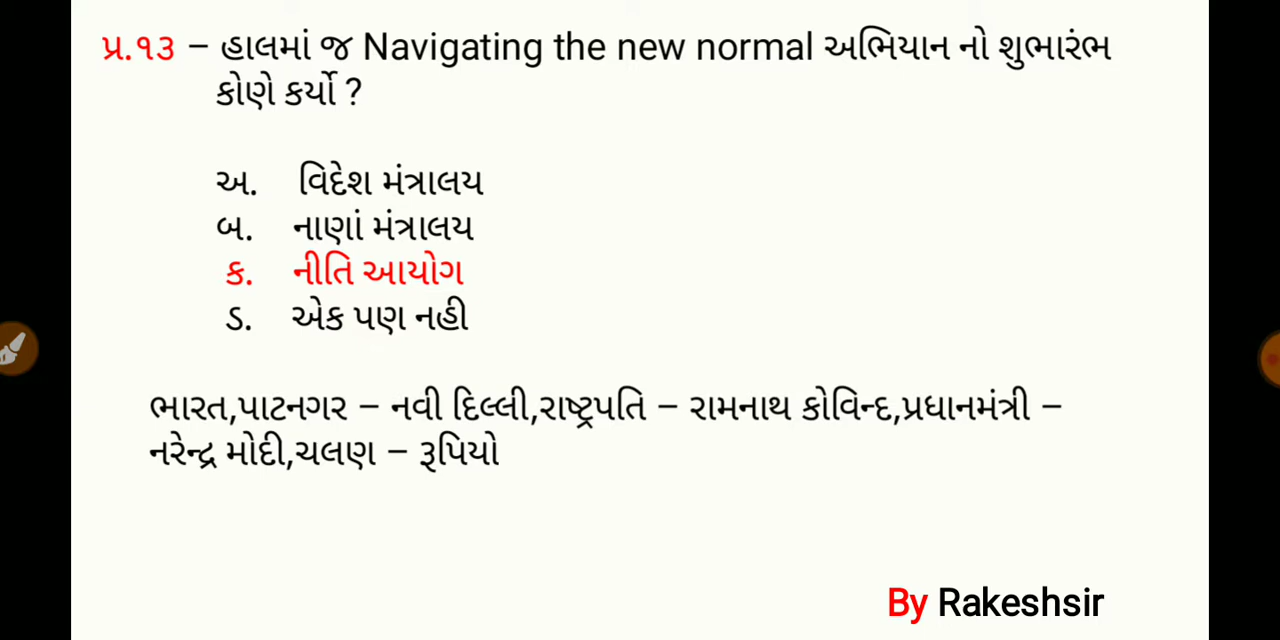 પ્ર.૧૩ – હાલમાં જ Navigating the new normal અભિયાન નો શુભારંભ
કોણે કર્યો ?
અ. વિદેશ મંત્રાલય
બ. નાણાં મંત્રાલય
ક. નીતિ આયોગ
ડ. એક પણ નહી
ભારત,પાટનગર – નવી દિલ્લી,રાષ્ટ્રપતિ – રામનાથ કોવિન્દ,પ્રધાનમંત્રી –
નરેન્દ્ર મોદી,ચલણ – રૂપિયો
By Rakeshsir